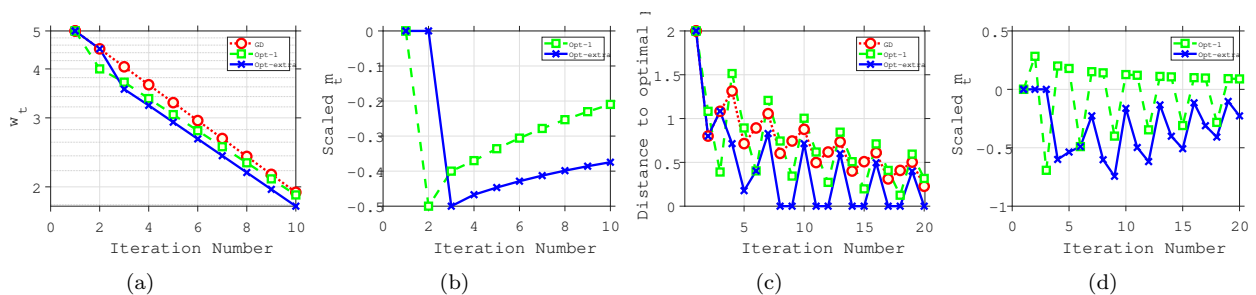 5
4
3
2
w_t
0 2 4 6 8 10
Iteration Number
GD
Opt-1
Opt-extra
(a)
0
-0.1
-0.2
-0.3
-0.4
-0.5
Scaled m_t
0 2 4 6 8 10
Iteration Number
Opt-1
Opt-extra
(b)
2
1.5
1
0.5
0
Distance to optimal
5 10 15 20
Iteration Number
GD
Opt-1
Opt-extra
(c)
0.5
0
-0.5
-1
Scaled m_t
5 10 15 20
Iteration Number
Opt-1
Opt-extra
(d)